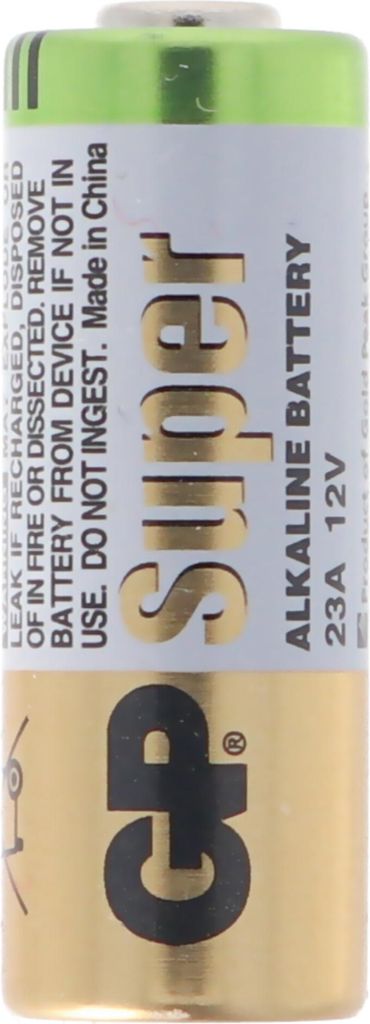 LEAK IF RECHARGED, DISPOSED
OF IN FIRE OR DISSECTED. REMOVE
BATTERY FROM DEVICE IF NOT IN
USE. DO NOT INGEST. Made in China
GP®
Super
ALKALINE BATTERY
23A 12V